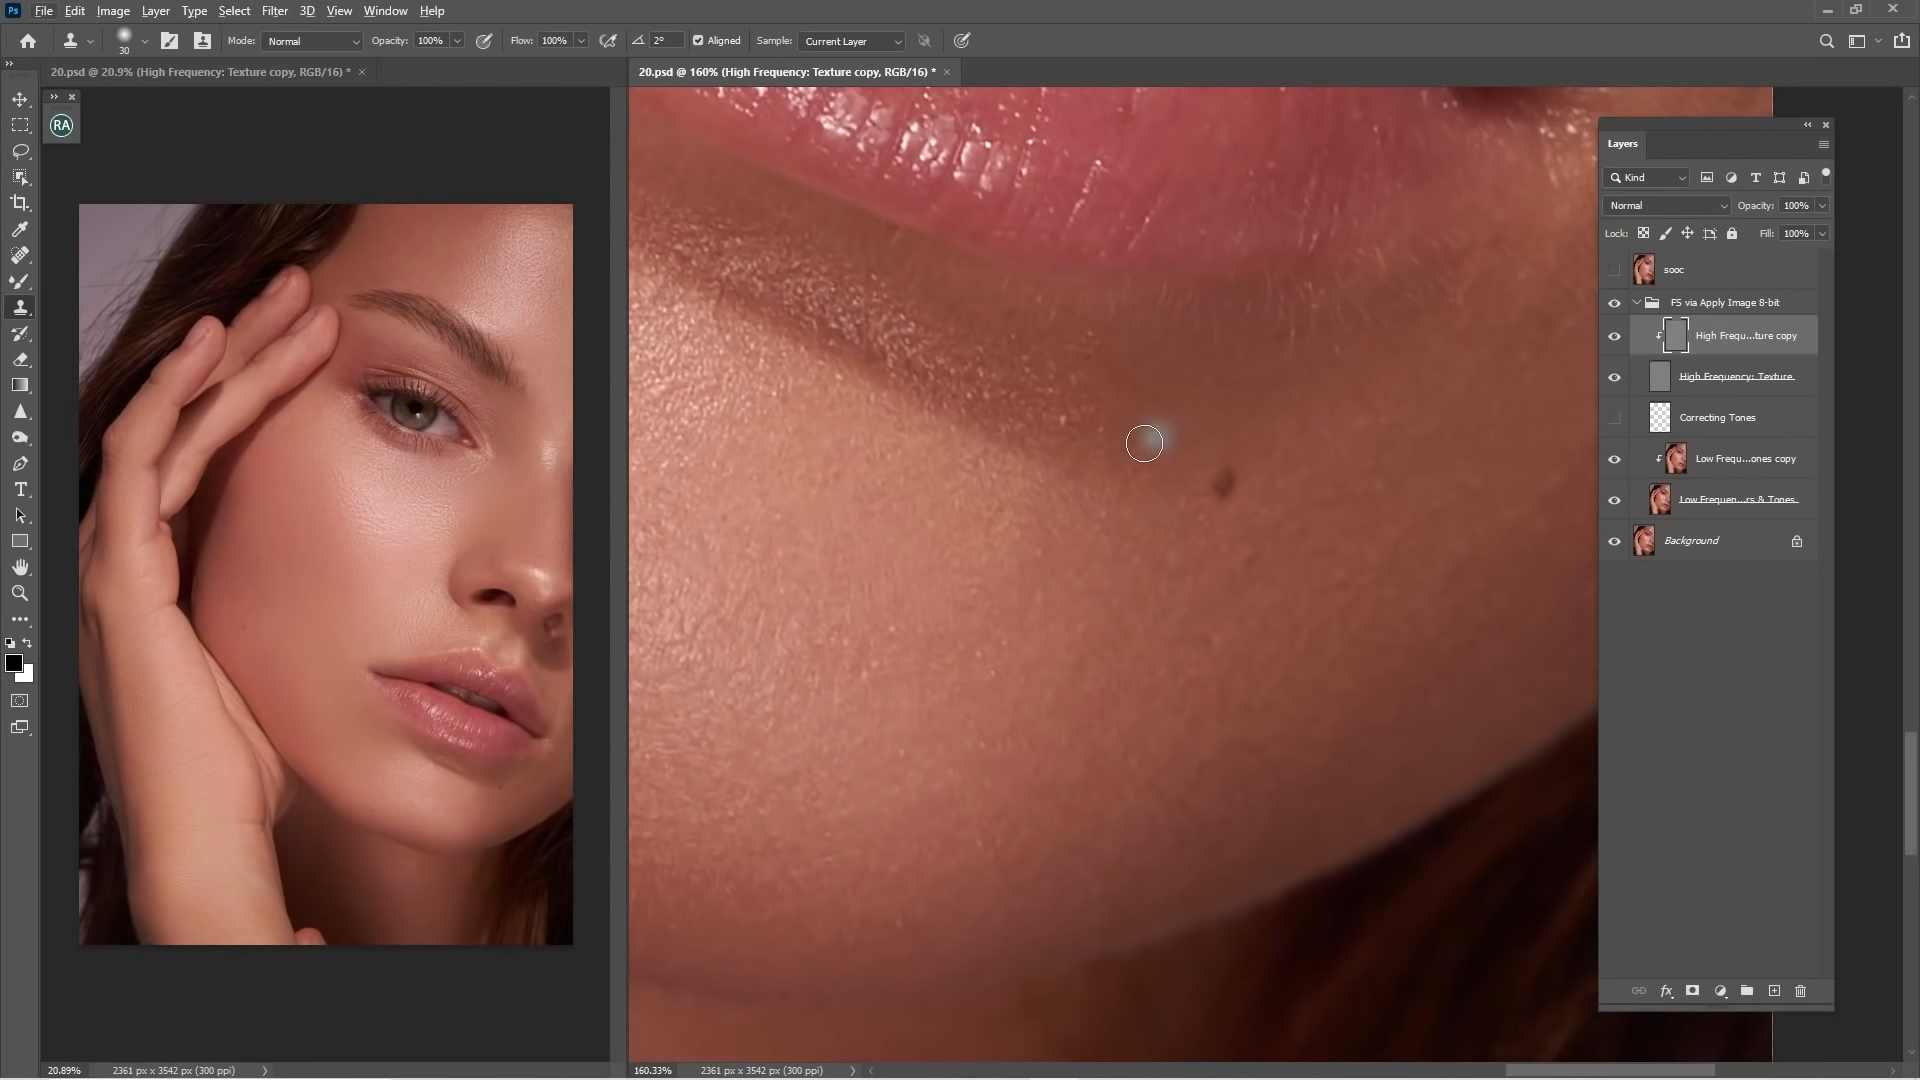 Ps File Edit Image Layer Type Select Filter 3D View Window Help
30 Mode: Normal Opacity: 100% Flow: 100% 2° Aligned Sample: Current Layer
20.psd @ 20.9% (High Frequency: Texture copy, RGB/16) *
20.psd @ 160% (High Frequency: Texture copy, RGB/16) *
RA
Layers
Kind
Normal Opacity: 100%
Lock: Fill: 100%
sooc
FS via Apply Image 8-bit
High Frequ...ture copy
High Frequency: Texture
Correcting Tones
Low Frequ...ones copy
Low Frequen...rs & Tones
Background
fx
20.89% 2361 px x 3542 px (300 ppi)
160.33% 2361 px x 3542 px (300 ppi)